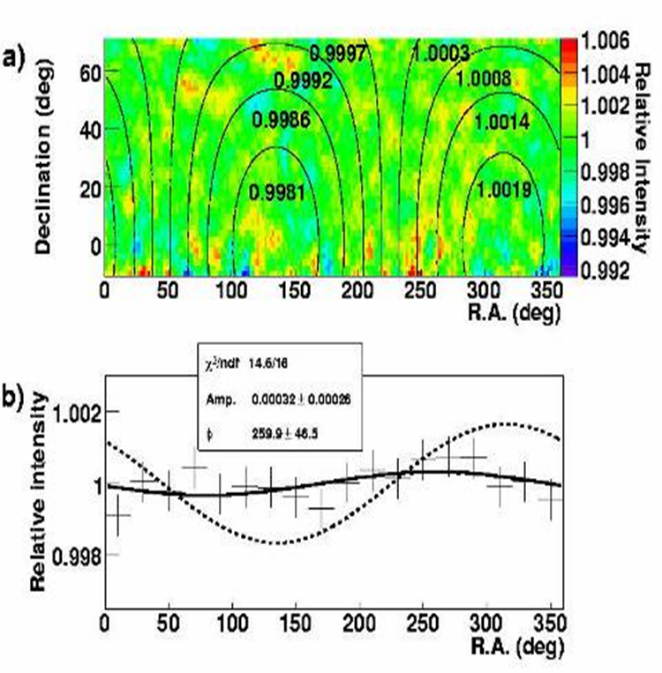 a)
Declination (deg)
60
40
20
0
0.9997
1.0003
0.9992
1.0008
0.9986
1.0014
0.9981
1.0019
1.006
1.004
1.002
1
0.998
0.996
0.994
0.992
Relative Intensity
0 50 100 150 200 250 300 350
R.A. (deg)
b)
Relative Intensity
χ²/ndf 14.6/16
Amp. 0.00032 ± 0.00026
ϕ 259.9 ± 46.5
1.002
1
0.998
0 50 100 150 200 250 300 350
R.A. (deg)